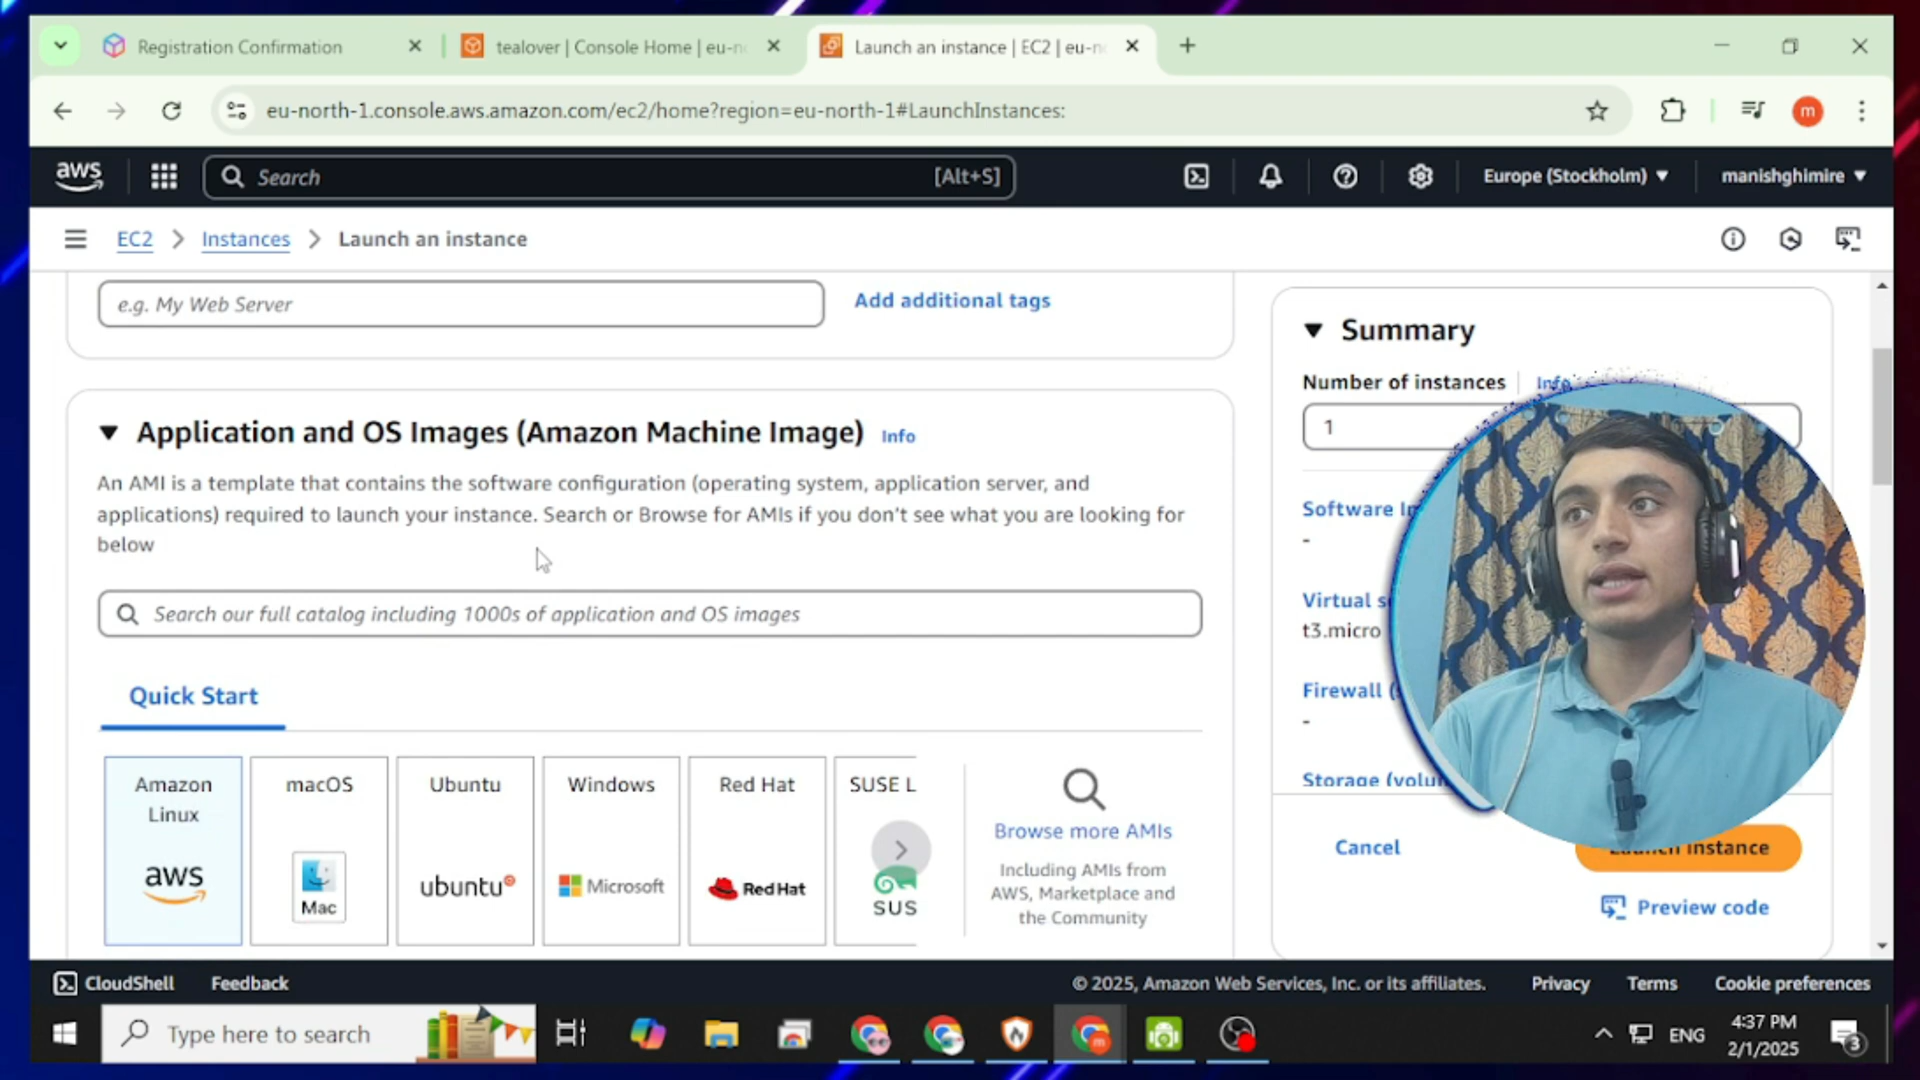 Registration Confirmation
tealover | Console Home | eu-n
Launch an instance | EC2 | eu-n
eu-north-1.console.aws.amazon.com/ec2/home?region=eu-north-1#LaunchInstances:
m
aws
Search
[Alt+S]
Europe (Stockholm)
manishghimire
EC2
Instances
Launch an instance
e.g. My Web Server
Add additional tags
Application and OS Images (Amazon Machine Image)
Info
An AMI is a template that contains the software configuration (operating system, application server, and
applications) required to launch your instance. Search or Browse for AMIs if you don't see what you are looking for
below
Search our full catalog including 1000s of application and OS images
Quick Start
Amazon
Linux
aws
macOS
Mac
Ubuntu
ubuntu
Windows
Microsoft
Red Hat
Red Hat
SUSE L
SUS
Browse more AMIs
Including AMIs from
AWS, Marketplace and
the Community
Summary
Number of instances
Info
1
Software I
-
Virtual s
t3.micro
Firewall (
-
Storage (volu
Cancel
Launch instance
Preview code
CloudShell
Feedback
© 2025, Amazon Web Services, Inc. or its affiliates.
Privacy
Terms
Cookie preferences
Type here to search
m
ENG
4:37 PM
2/1/2025
3